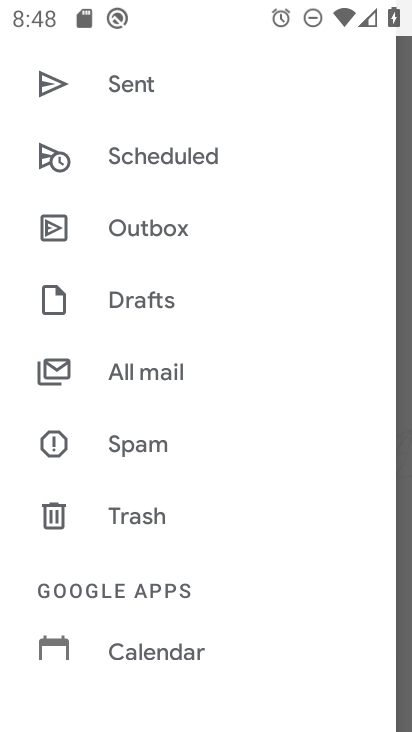 8:48
Sent
Scheduled
Outbox
Drafts
All mail
Spam
Trash
GOOGLE APPS
Calendar